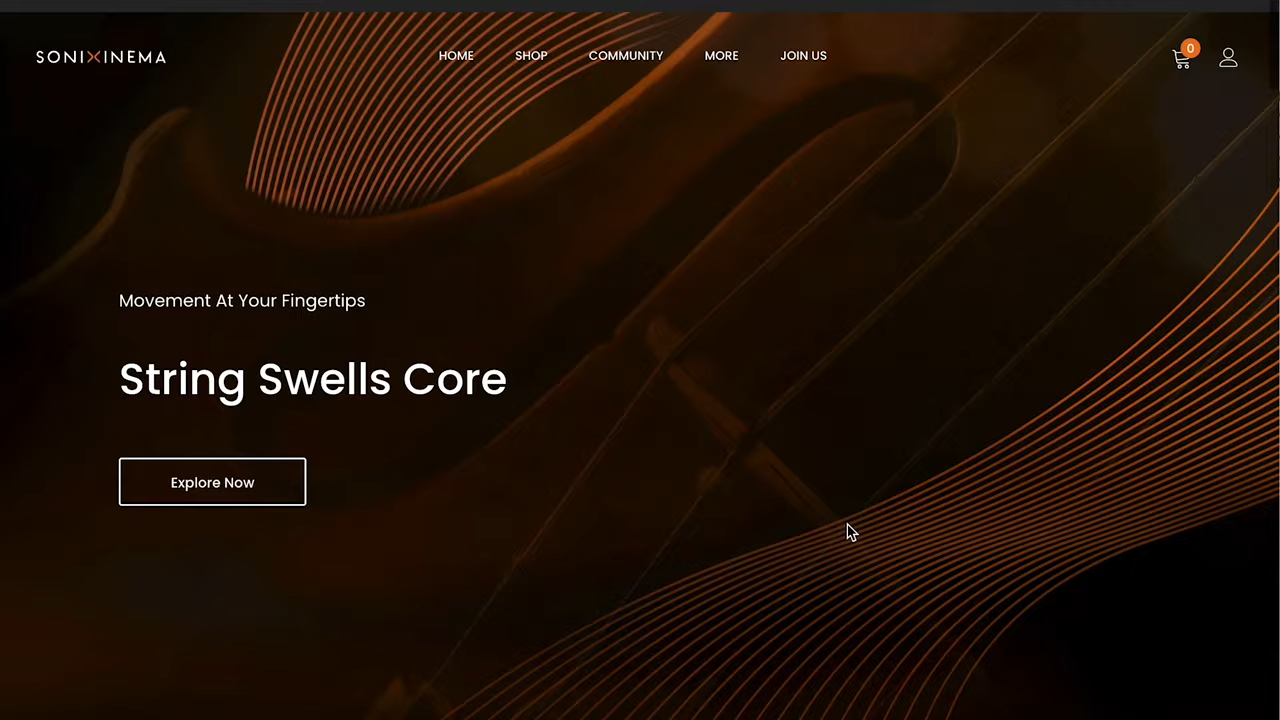 SONIXINEMA
HOME
SHOP
COMMUNITY
MORE
JOIN US
0
Movement At Your Fingertips
String Swells Core
Explore Now